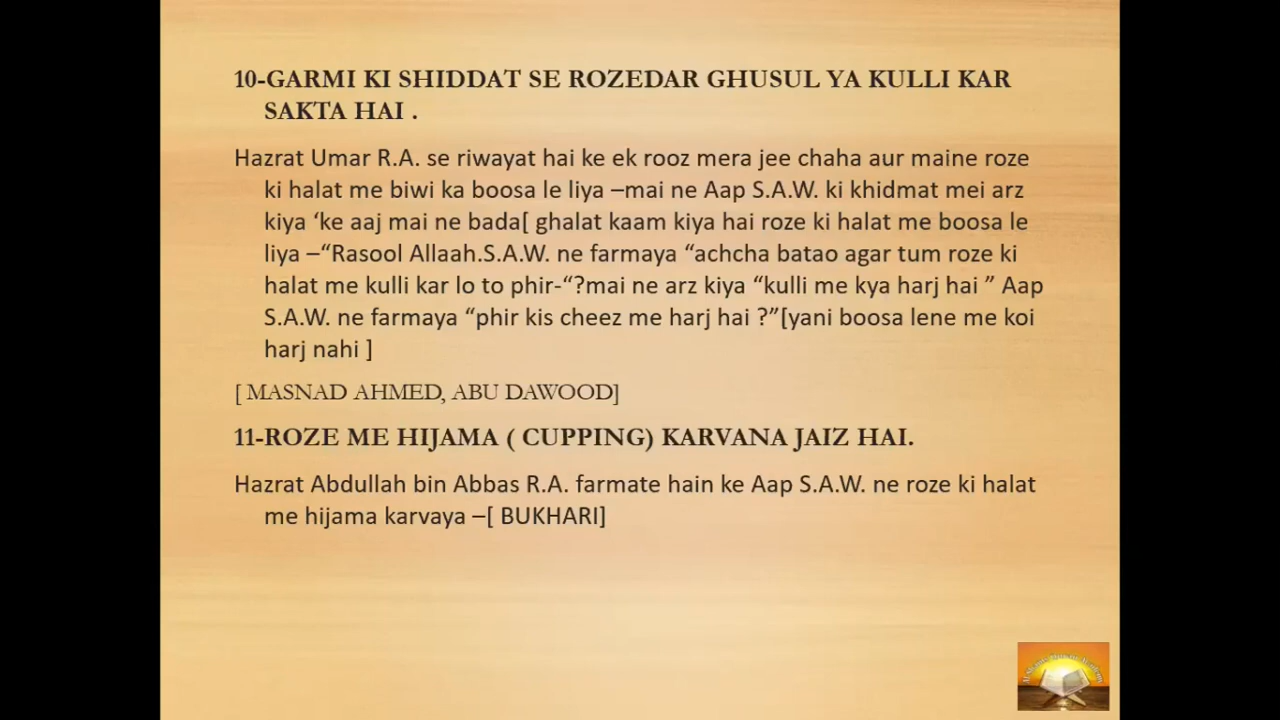 10-GARMI KI SHIDDAT SE ROZEDAR GHUSUL YA KULLI KAR
SAKTA HAI .
Hazrat Umar R.A. se riwayat hai ke ek rooz mera jee chaha aur maine roze
ki halat me biwi ka boosa le liya –mai ne Aap S.A.W. ki khidmat mei arz
kiya ‘ke aaj mai ne bada[ ghalat kaam kiya hai roze ki halat me boosa le
liya –“Rasool Allaah.S.A.W. ne farmaya “achcha batao agar tum roze ki
halat me kulli kar lo to phir-“?mai ne arz kiya “kulli me kya harj hai ” Aap
S.A.W. ne farmaya “phir kis cheez me harj hai ?”[yani boosa lene me koi
harj nahi ]
[ MASNAD AHMED, ABU DAWOOD]
11-ROZE ME HIJAMA ( CUPPING) KARVANA JAIZ HAI.
Hazrat Abdullah bin Abbas R.A. farmate hain ke Aap S.A.W. ne roze ki halat
me hijama karvaya –[ BUKHARI]